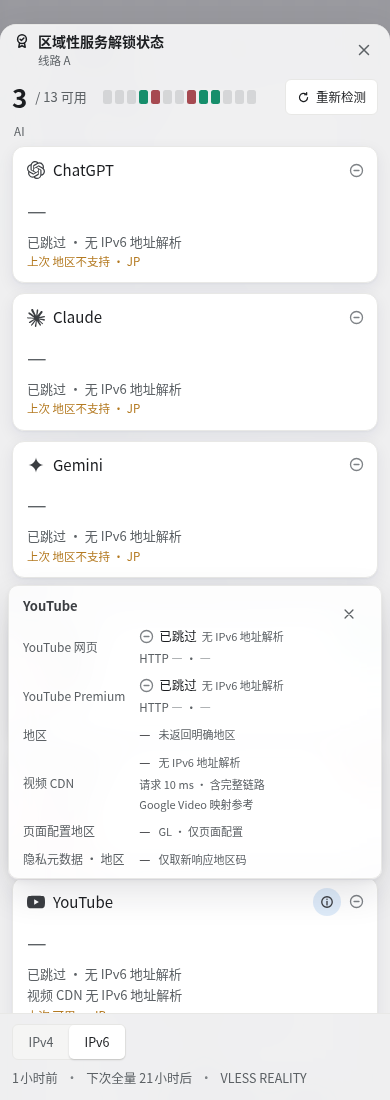 区域性服务解锁状态
线路 A
3 / 13 可用
重新检测
AI
ChatGPT
—
已跳过 · 无 IPv6 地址解析
上次 地区不支持 · JP
Claude
—
已跳过 · 无 IPv6 地址解析
上次 地区不支持 · JP
Gemini
—
已跳过 · 无 IPv6 地址解析
上次 地区不支持 · JP
YouTube
YouTube 网页 已跳过 无 IPv6 地址解析
HTTP — · —
YouTube Premium 已跳过 无 IPv6 地址解析
HTTP — · —
地区 — 未返回明确地区
视频 CDN — 无 IPv6 地址解析
请求 10 ms · 含完整链路
Google Video 映射参考
页面配置地区 — GL · 仅页面配置
隐私元数据 · 地区 — 仅取新响应地区码
YouTube
—
已跳过 · 无 IPv6 地址解析
视频 CDN 无 IPv6 地址解析
IPv4 IPv6
1小时前 · 下次全量 21小时后 · VLESS REALITY